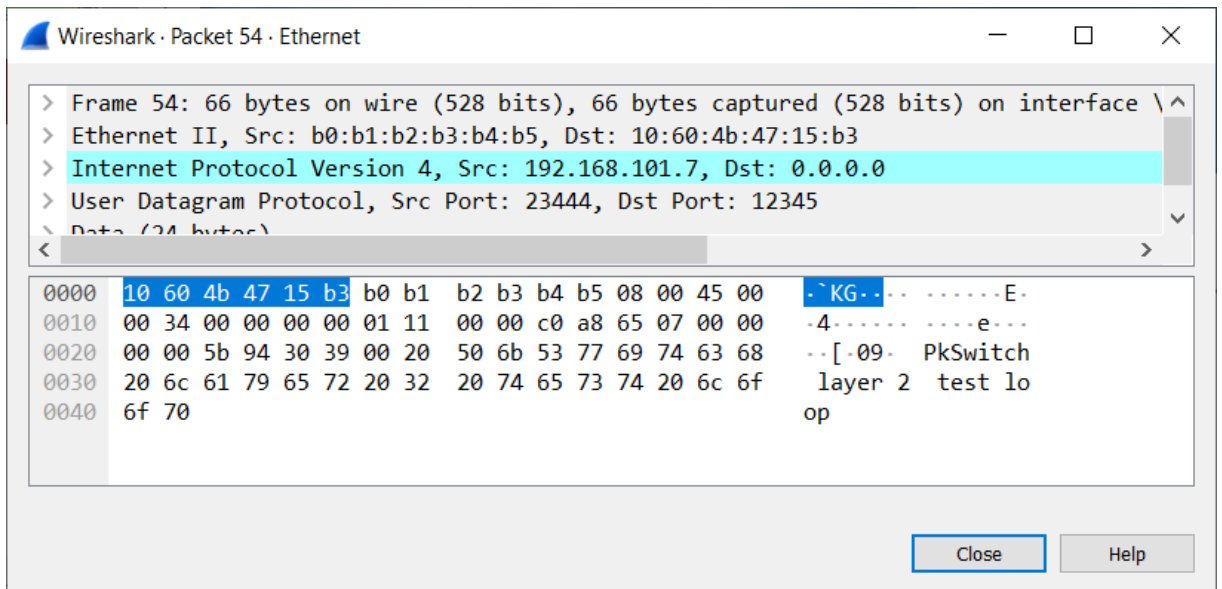 Wireshark · Packet 54 · Ethernet
> Frame 54: 66 bytes on wire (528 bits), 66 bytes captured (528 bits) on interface \
> Ethernet II, Src: b0:b1:b2:b3:b4:b5, Dst: 10:60:4b:47:15:b3
> Internet Protocol Version 4, Src: 192.168.101.7, Dst: 0.0.0.0
> User Datagram Protocol, Src Port: 23444, Dst Port: 12345
> Data (24 bytes)
0000 10 60 4b 47 15 b3 b0 b1 b2 b3 b4 b5 08 00 45 00 ·`KG···· ······E·
0010 00 34 00 00 00 00 01 11 00 00 c0 a8 65 07 00 00 ·4······ ····e···
0020 00 00 5b 94 30 39 00 20 50 6b 53 77 69 74 63 68 ··[·09· PkSwitch
0030 20 6c 61 79 65 72 20 32 20 74 65 73 74 20 6c 6f layer 2 test lo
0040 6f 70 op
Close Help